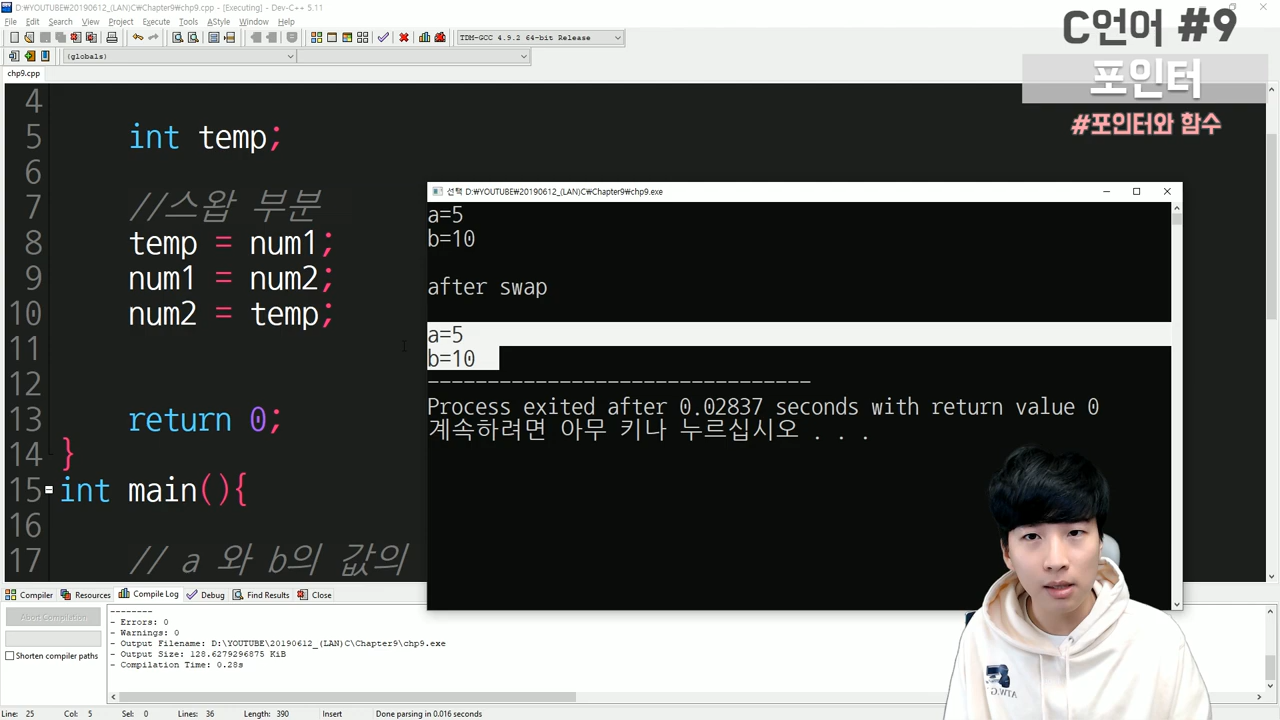 D:\YOUTUBE\20190612_(LAN)C\Chapter9\chp9.cpp - [Executing] - Dev-C++ 5.11
File Edit Search View Project Execute Tools AStyle Window Help
TDM-GCC 4.9.2 64-bit Release
(globals)
chp9.cpp
C언어 #9
포인터
#포인터와 함수
4
5 int temp;
6
7 //스왑 부분
8 temp = num1;
9 num1 = num2;
10 num2 = temp;
11
12
13 return 0;
14 }
15 int main(){
16
17 // a 와 b의 값의
선택 D:₩YOUTUBE₩20190612_(LAN)C₩Chapter9₩chp9.exe
a=5
b=10
after swap
a=5
b=10
--------------------------------
Process exited after 0.02837 seconds with return value 0
계속하려면 아무 키나 누르십시오 . . .
Compiler Resources Compile Log Debug Find Results Close
Abort Compilation
Shorten compiler paths
--------
- Errors: 0
- Warnings: 0
- Output Filename: D:\YOUTUBE\20190612_(LAN)C\Chapter9\chp9.exe
- Output Size: 128.6279296875 KiB
- Compilation Time: 0.28s
Line: 25 Col: 5 Sel: 0 Lines: 36 Length: 390 Insert Done parsing in 0.016 seconds